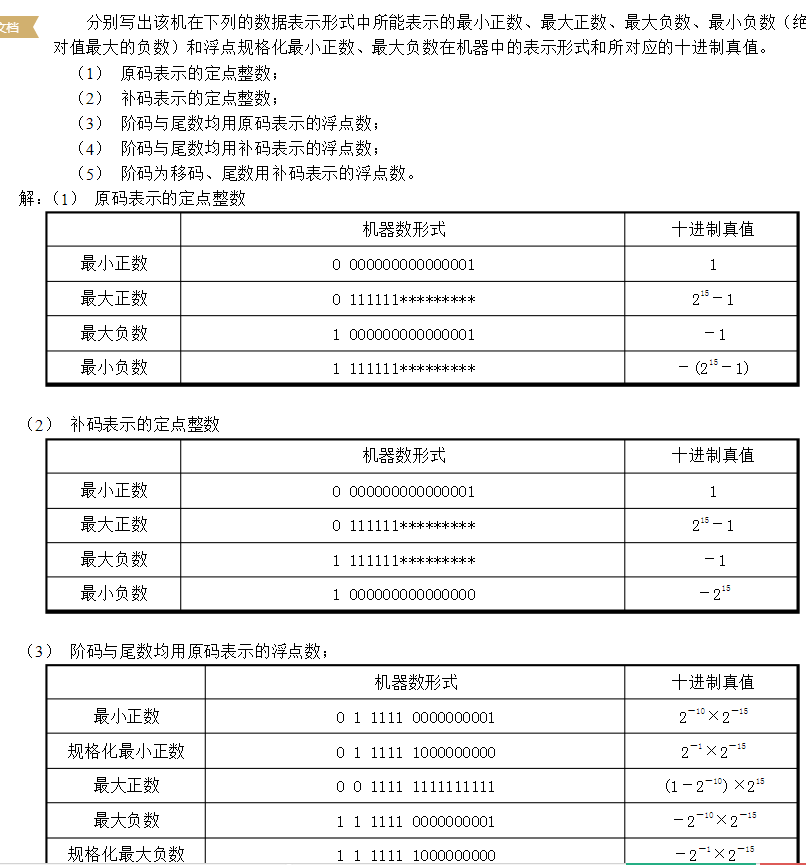 文档
分别写出该机在下列的数据表示形式中所能表示的最小正数、最大正数、最大负数、最小负数（绝
对值最大的负数）和浮点规格化最小正数、最大负数在机器中的表示形式和所对应的十进制真值。
（1） 原码表示的定点整数；
（2） 补码表示的定点整数；
（3） 阶码与尾数均用原码表示的浮点数；
（4） 阶码与尾数均用补码表示的浮点数；
（5） 阶码为移码、尾数用补码表示的浮点数。
解：（1） 原码表示的定点整数
机器数形式 十进制真值
最小正数 0 000000000000001 1
最大正数 0 111111********* 2¹⁵－1
最大负数 1 000000000000001 －1
最小负数 1 111111********* －(2¹⁵－1)
（2） 补码表示的定点整数
机器数形式 十进制真值
最小正数 0 000000000000001 1
最大正数 0 111111********* 2¹⁵－1
最大负数 1 111111********* －1
最小负数 1 000000000000000 －2¹⁵
（3） 阶码与尾数均用原码表示的浮点数；
机器数形式 十进制真值
最小正数 0 1 1111 0000000001 2⁻¹⁰×2⁻¹⁵
规格化最小正数 0 1 1111 1000000000 2⁻¹×2⁻¹⁵
最大正数 0 0 1111 1111111111 (1－2⁻¹⁰)×2¹⁵
最大负数 1 1 1111 0000000001 －2⁻¹⁰×2⁻¹⁵
规格化最大负数 1 1 1111 1000000000 －2⁻¹×2⁻¹⁵